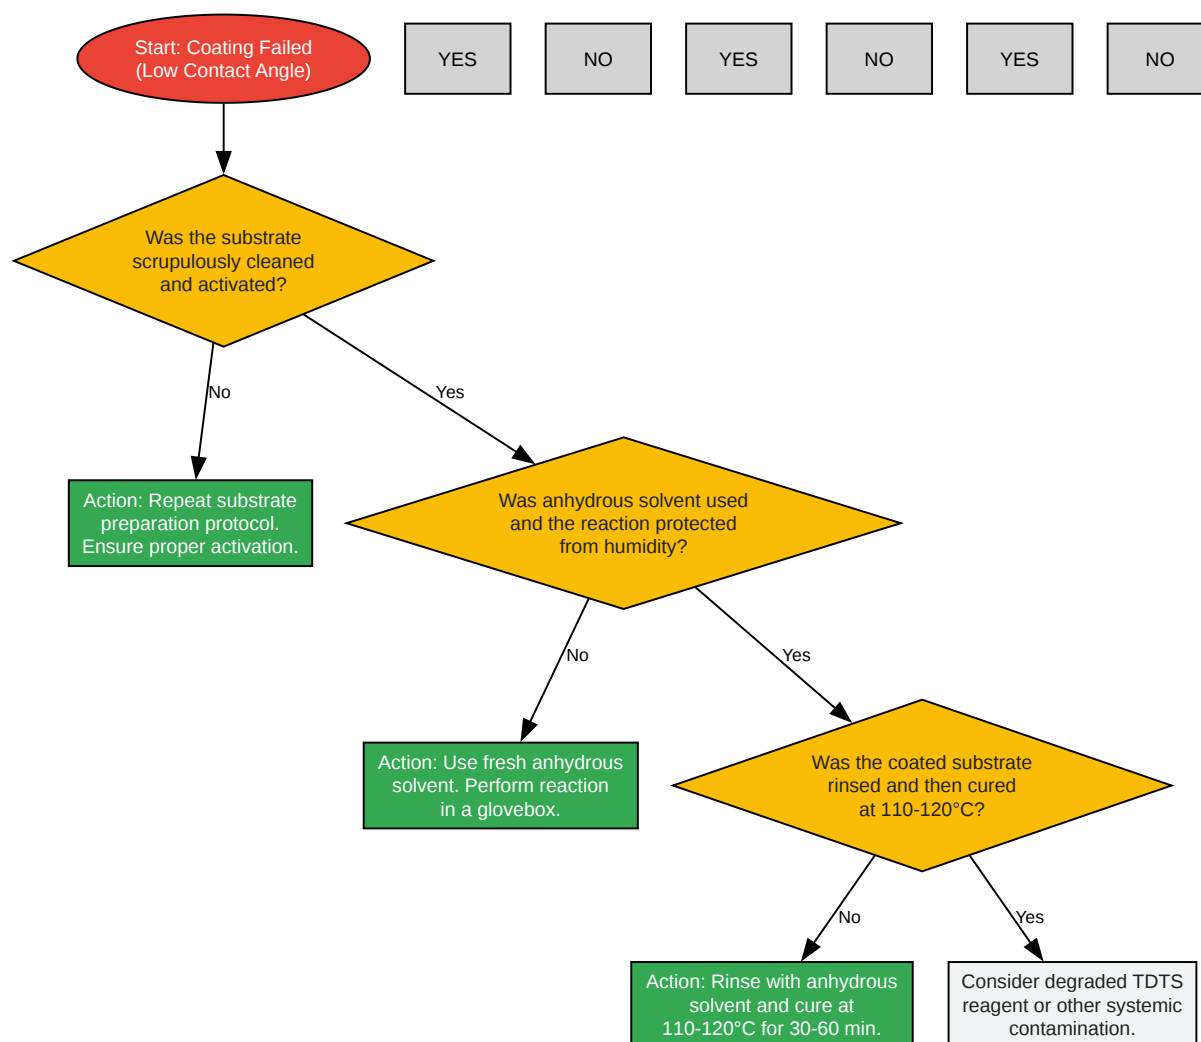 Start: Coating Failed
(Low Contact Angle)
YES
NO
YES
NO
YES
NO
Was the substrate
scrupulously cleaned
and activated?
No
Yes
Action: Repeat substrate
preparation protocol.
Ensure proper activation.
Was anhydrous solvent used
and the reaction protected
from humidity?
No
Yes
Action: Use fresh anhydrous
solvent. Perform reaction
in a glovebox.
Was the coated substrate
rinsed and then cured
at 110-120°C?
No
Yes
Action: Rinse with anhydrous
solvent and cure at
110-120°C for 30-60 min.
Consider degraded TDTS
reagent or other systemic
contamination.